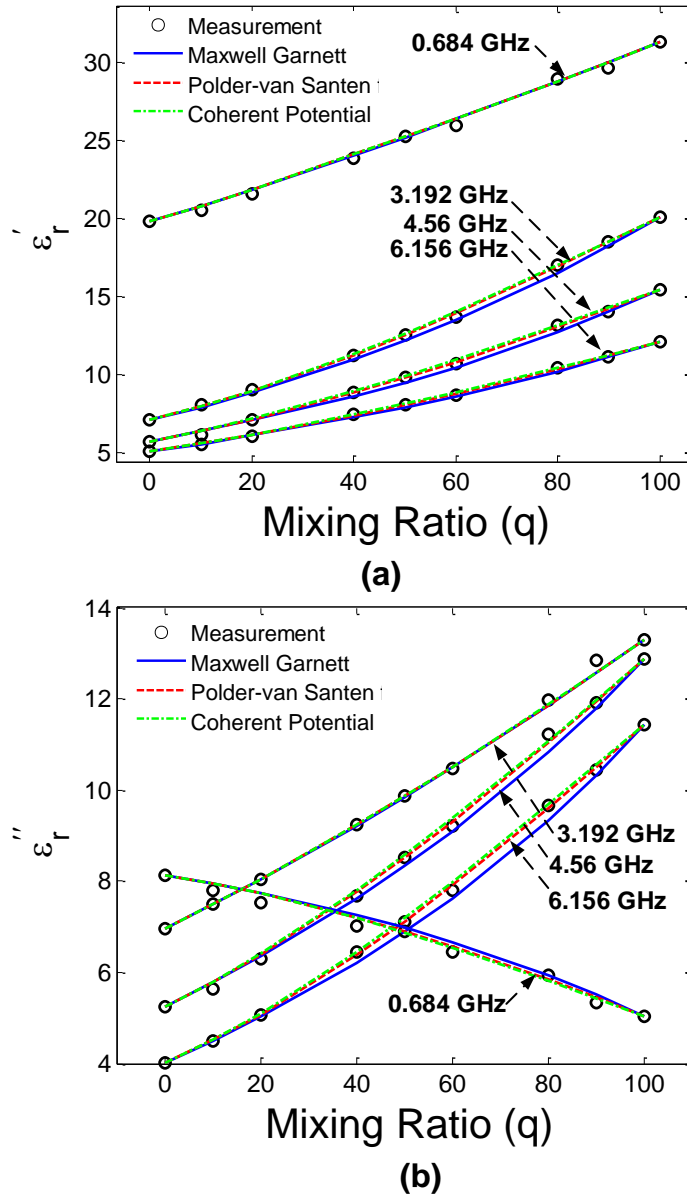 Measurement
Maxwell Garnett
Polder-van Santen
Coherent Potential
0.684 GHz
3.192 GHz
4.56 GHz
6.156 GHz
30
25
20
15
10
5
εr'
0 20 40 60 80 100
Mixing Ratio (q)
(a)
14
12
10
8
6
4
εr''
Measurement
Maxwell Garnett
Polder-van Santen
Coherent Potential
3.192 GHz
4.56 GHz
6.156 GHz
0.684 GHz
0 20 40 60 80 100
Mixing Ratio (q)
(b)